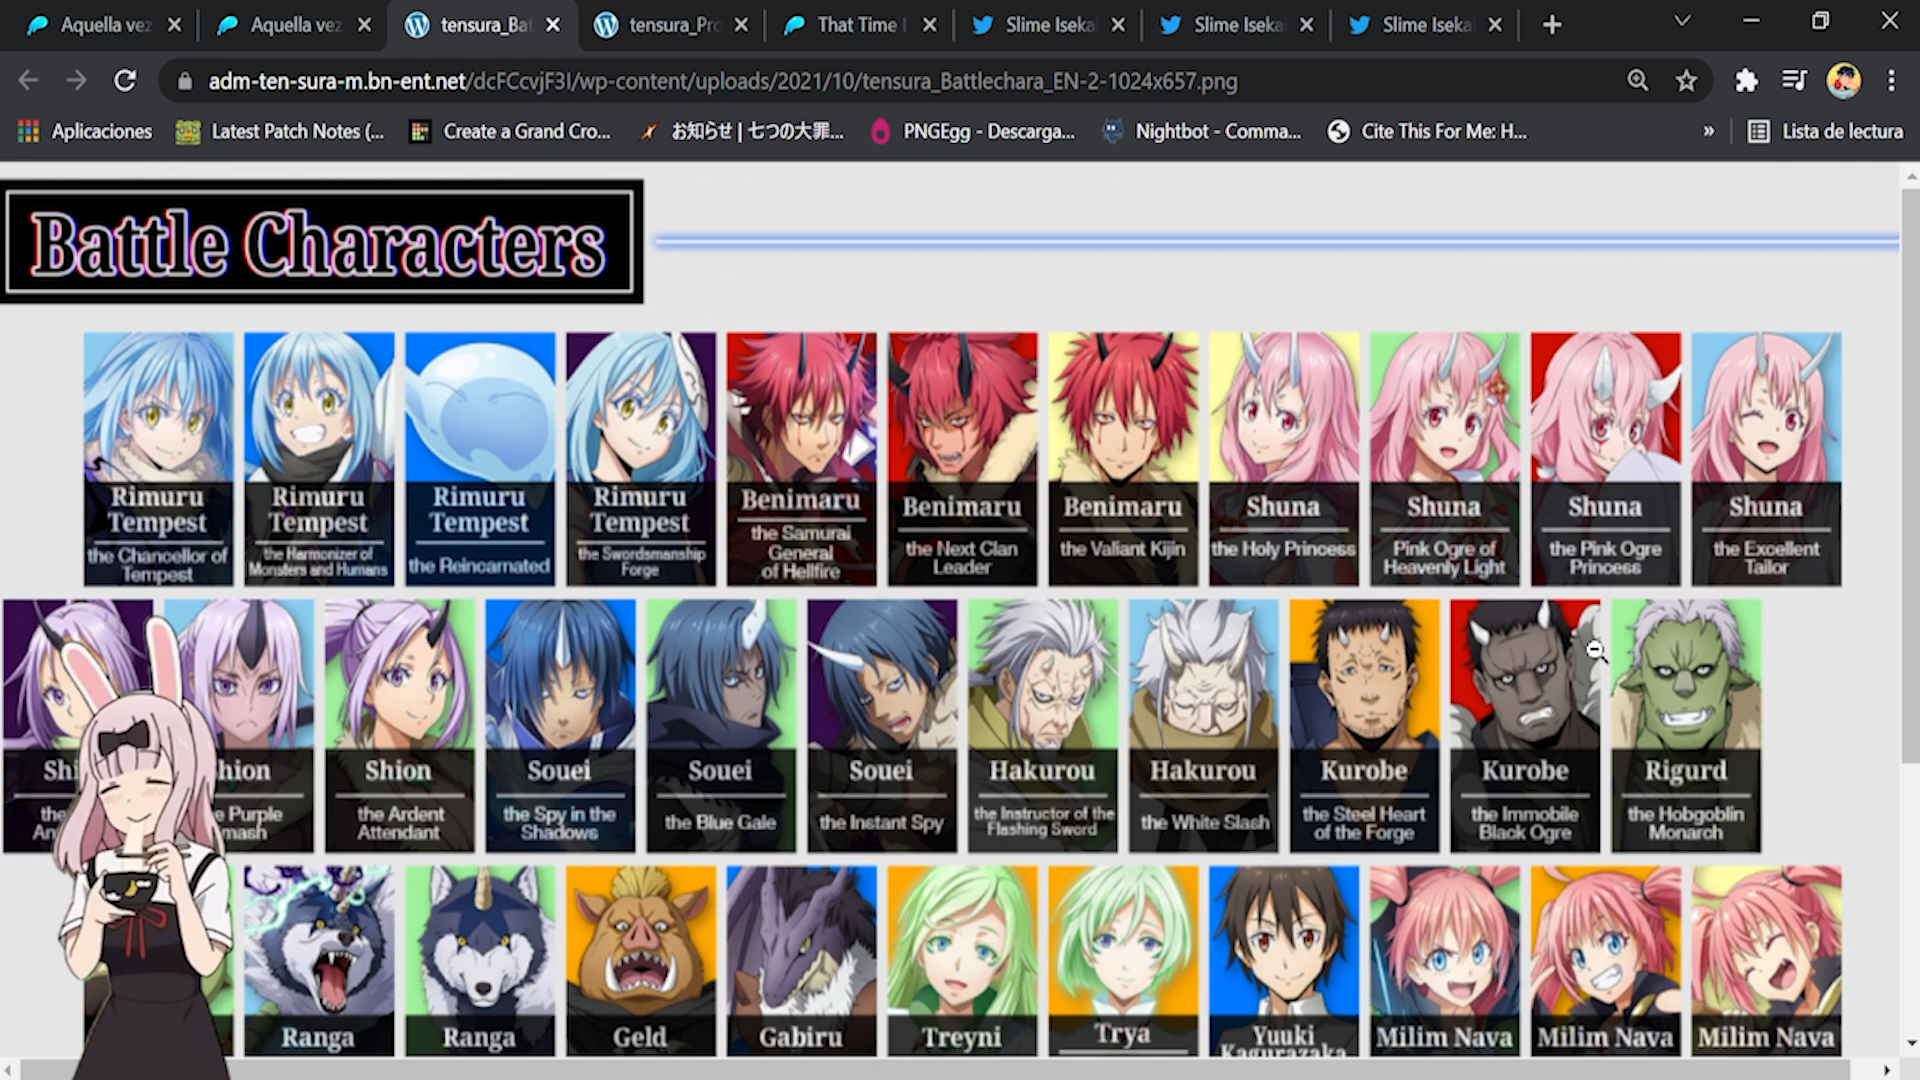 Aquella vez
Aquella vez
tensura_Bat
tensura_Pro
That Time I
Slime Isekai
Slime Isekai
Slime Isekai
adm-ten-sura-m.bn-ent.net/dcFCcvjF3I/wp-content/uploads/2021/10/tensura_Battlechara_EN-2-1024x657.png
Aplicaciones
Latest Patch Notes (...
Create a Grand Cro...
お知らせ | 七つの大罪...
PNGEgg - Descarga...
Nightbot - Comma...
Cite This For Me: H...
»
Lista de lectura
Battle Characters
Rimuru
Tempest
the Chancellor of
Tempest
Rimuru
Tempest
the Harmonizer of
Monsters and Humans
Rimuru
Tempest
the Reincarnated
Rimuru
Tempest
the Swordsmanship
Forge
Benimaru
the Samurai
General
of Hellfire
Benimaru
the Next Clan
Leader
Benimaru
the Valiant Kijin
Shuna
the Holy Princess
Shuna
Pink Ogre of
Heavenly Light
Shuna
the Pink Ogre
Princess
Shuna
the Excellent
Tailor
Shi
the
An
hion
e Purple
mash
Shion
the Ardent
Attendant
Souei
the Spy in the
Shadows
Souei
the Blue Gale
Souei
the Instant Spy
Hakurou
the Instructor of the
Flashing Sword
Hakurou
the White Slash
Kurobe
the Steel Heart
of the Forge
Kurobe
the Immobile
Black Ogre
Rigurd
the Hobgoblin
Monarch
Ranga
Ranga
Geld
Gabiru
Treyni
Trya
Yuuki
Kagurazaka
Milim Nava
Milim Nava
Milim Nava